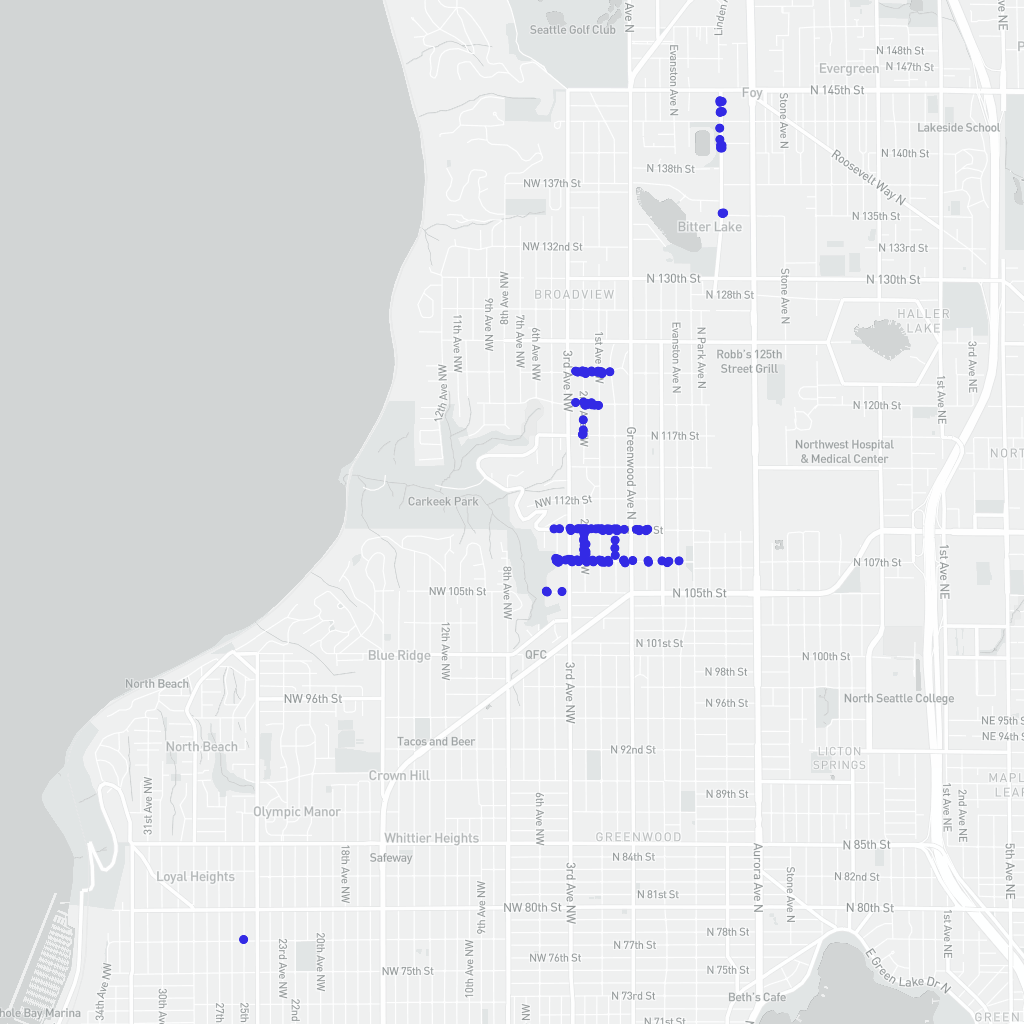 Seattle Golf Club
Ave N
Linden
Ave NE
Evanston Ave N
N 148th St
Evergreen
N 147th St
Foy
N 145th St
Stone Ave N
Lakeside School
N 140th St
N 138th St
Roosevelt Way N
NW 137th St
N 135th St
Bitter Lake
NW 132nd St
N 133rd St
N 130th St
N 130th St
8th Ave NW
9th Ave NW
BROADVIEW
N 128th St
Stone Ave N
HALLER
LAKE
11th Ave NW
7th Ave NW
6th Ave NW
1st Ave NW
Evanston Ave N
N Park Ave N
3rd Ave NW
Robb's 125th
Street Grill
3rd Ave NE
12th Ave NW
1st Ave NE
N 120th St
Greenwood Ave N
N 117th St
Northwest Hospital
& Medical Center
NORT
Carkeek Park
NW 112th St
St
1st Ave NE
N 107th St
8th Ave NW
NW 105th St
N 105th St
12th Ave NW
N 101st St
Blue Ridge
QFC
N 100th St
3rd Ave NW
N 98th St
North Beach
NW 96th St
N 96th St
North Seattle College
NE 95th S
NE 94th S
Tacos and Beer
North Beach
N 92nd St
LICTON
SPRINGS
Crown Hill
MAPL
LEAF
31st Ave NW
6th Ave NW
N 89th St
1st Ave NE
2nd Ave NE
Olympic Manor
Whittier Heights
GREENWOOD
N 85th St
5th Ave NE
18th Ave NW
Safeway
N 84th St
Aurora Ave N
Loyal Heights
N 82nd St
Stone Ave N
9th Ave NW
3rd Ave NW
N 81st St
NW 80th St
N 80th St
1st Ave NE
N 78th St
23rd Ave NW
20th Ave NW
10th Ave NW
N 77th St
NW 76th St
E Green Lake Dr N
NW 75th St
N 75th St
34th Ave NW
30th Ave
27th
25th
22nd
N 73rd St
Beth's Cafe
hole Bay Marina
NW
N 71st St
GREEN